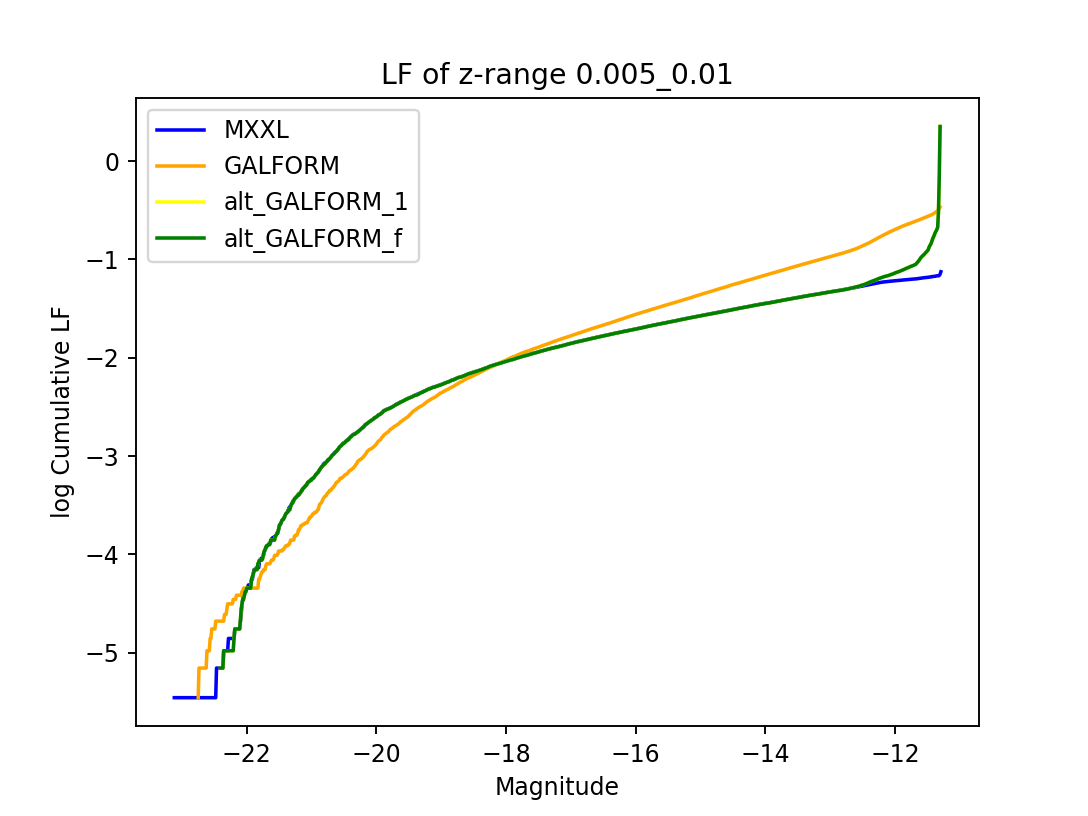 LF of z-range 0.005_0.01
MXXL
GALFORM
alt_GALFORM_1
alt_GALFORM_f
0
−1
−2
−3
−4
−5
log Cumulative LF
−22
−20
−18
−16
−14
−12
Magnitude